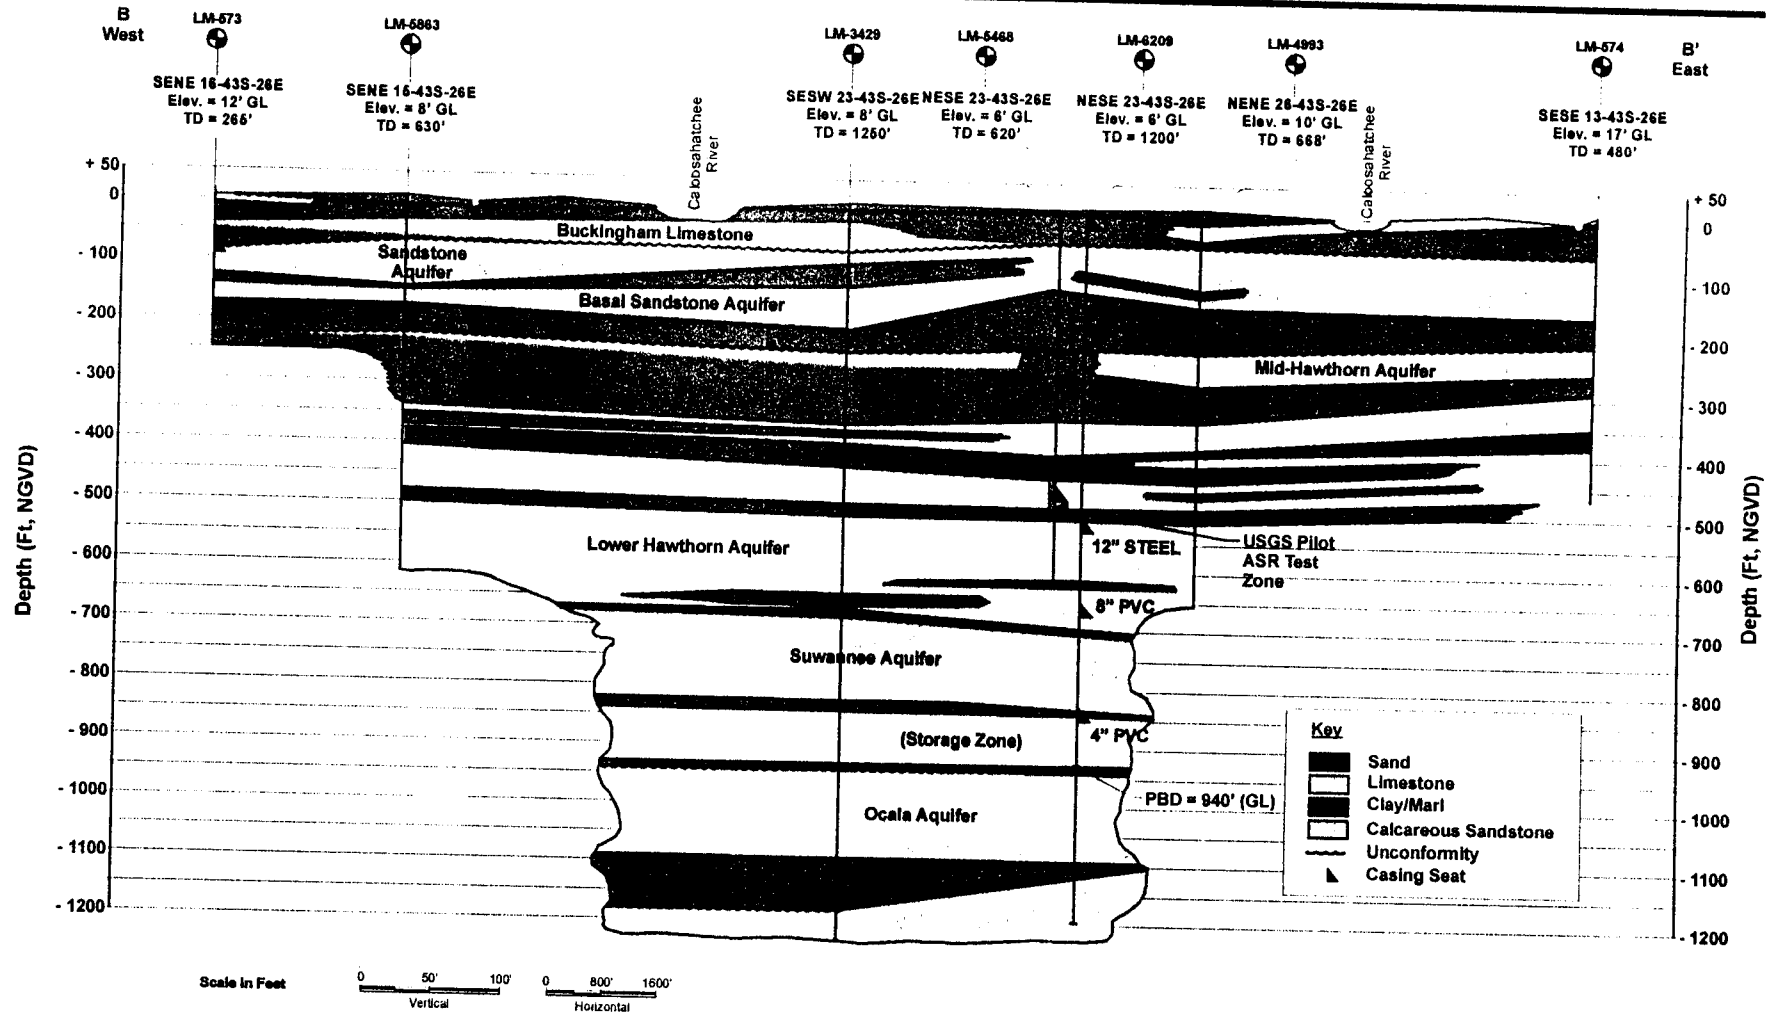 B
West
LM-573
SENE 16-43S-26E
Elev. = 12' GL
TD = 265'
LM-5863
SENE 15-43S-26E
Elev. = 8' GL
TD = 630'
Caloosahatchee
River
LM-3429
SESW 23-43S-26E
Elev. = 8' GL
TD = 1250'
LM-5468
NESE 23-43S-26E
Elev. = 6' GL
TD = 620'
LM-6209
NESE 23-43S-26E
Elev. = 6' GL
TD = 1200'
LM-4993
NENE 26-43S-26E
Elev. = 10' GL
TD = 668'
Caloosahatchee
River
LM-574
SESE 13-43S-26E
Elev. = 17' GL
TD = 480'
B'
East
Depth (Ft, NGVD)
+ 50
0
- 100
- 200
- 300
- 400
- 500
- 600
- 700
- 800
- 900
- 1000
- 1100
- 1200
Buckingham Limestone
Sandstone
Aquifer
Basal Sandstone Aquifer
Mid-Hawthorn Aquifer
Lower Hawthorn Aquifer
12" STEEL
USGS Pilot
ASR Test
Zone
8" PVC
Suwannee Aquifer
(Storage Zone)
4" PVC
PBD = 940' (GL)
Ocala Aquifer
+ 50
0
- 100
- 200
- 300
- 400
- 500
- 600
- 700
- 800
- 900
- 1000
- 1100
- 1200
Depth (Ft, NGVD)
Key
Sand
Limestone
Clay/Marl
Calcareous Sandstone
Unconformity
Casing Seat
Scale in Feet
0 50' 100'
Vertical
0 800' 1600'
Horizontal